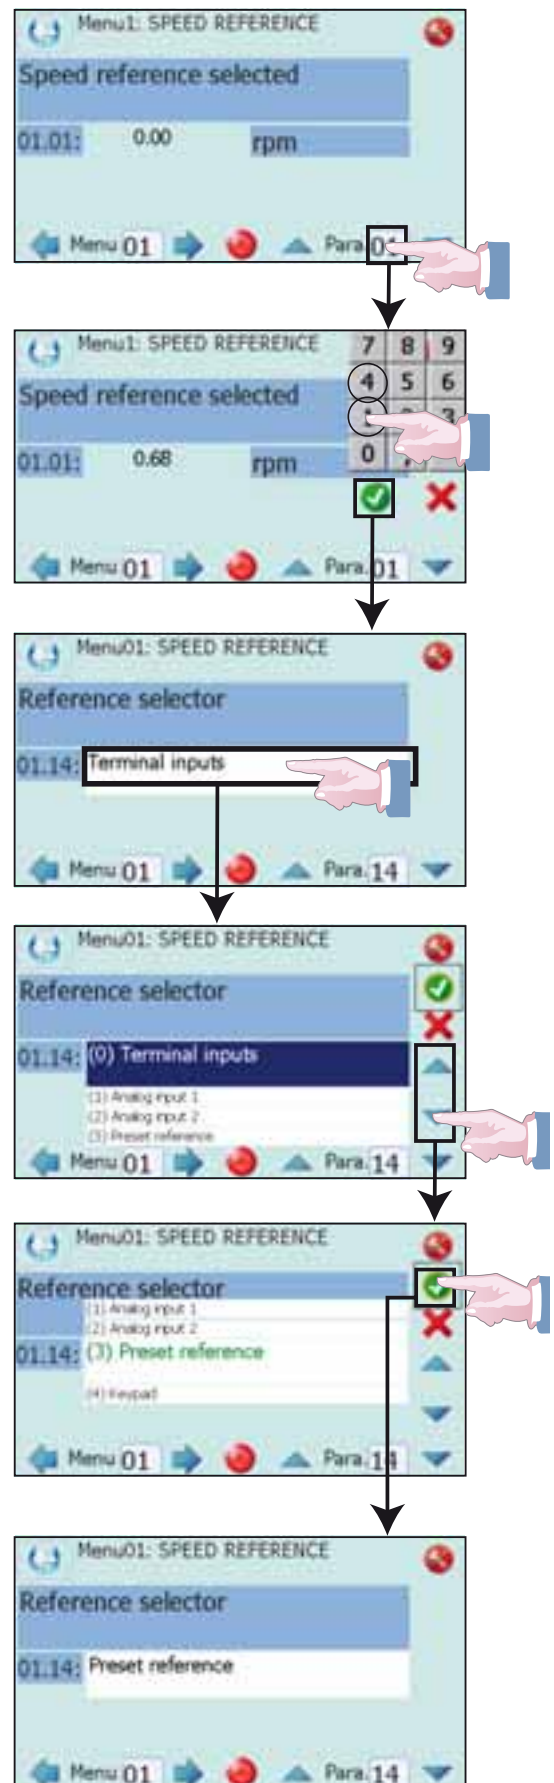 Menu1: SPEED REFERENCE
Speed reference selected
01.01: 0.00 rpm
Menu 01 Para.
Menu1: SPEED REFERENCE
7 8 9
Speed reference selected
4 5 6
01.01: 0.68 rpm
0
Menu 01 Para. 01
Menu01: SPEED REFERENCE
Reference selector
01.14: Terminal inputs
Menu 01 Para. 14
Menu01: SPEED REFERENCE
Reference selector
01.14: (0) Terminal inputs
(1) Analog input 1
(2) Analog input 2
(3) Preset reference
Menu 01 Para. 14
Menu01: SPEED REFERENCE
Reference selector
(1) Analog input 1
(2) Analog input 2
01.14: (3) Preset reference
(4) Keypad
Menu 01 Para. 14
Menu01: SPEED REFERENCE
Reference selector
01.14: Preset reference
Menu 01 Para. 14